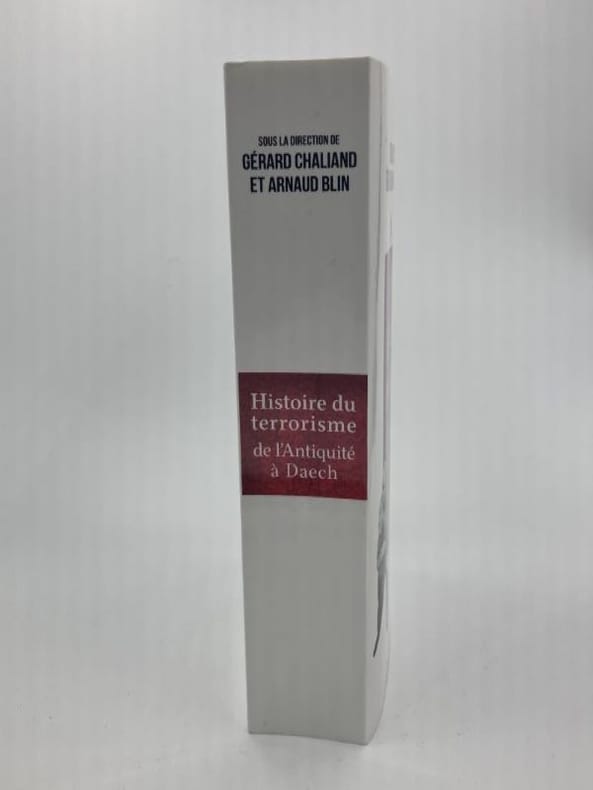 SOUS LA DIRECTION DE
GÉRARD CHALIAND
ET ARNAUD BLIN
Histoire du
terrorisme
de l'Antiquité
à Daech